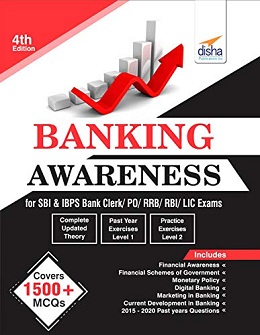 4th
Edition
disha
BANKING
AWARENESS
for SBI & IBPS Bank Clerk/ PO/ RRB/ RBI/ LIC Exams
Complete
Updated
Theory
Past Year
Exercises
Level 1
Practice
Exercises
Level 2
Includes
Financial Awareness
Financial Schemes of Government
Monetary Policy
Digital Banking
Marketing in Banking
Current Development in Banking
2015 - 2020 Past years Questions
Covers
1500+
MCQs